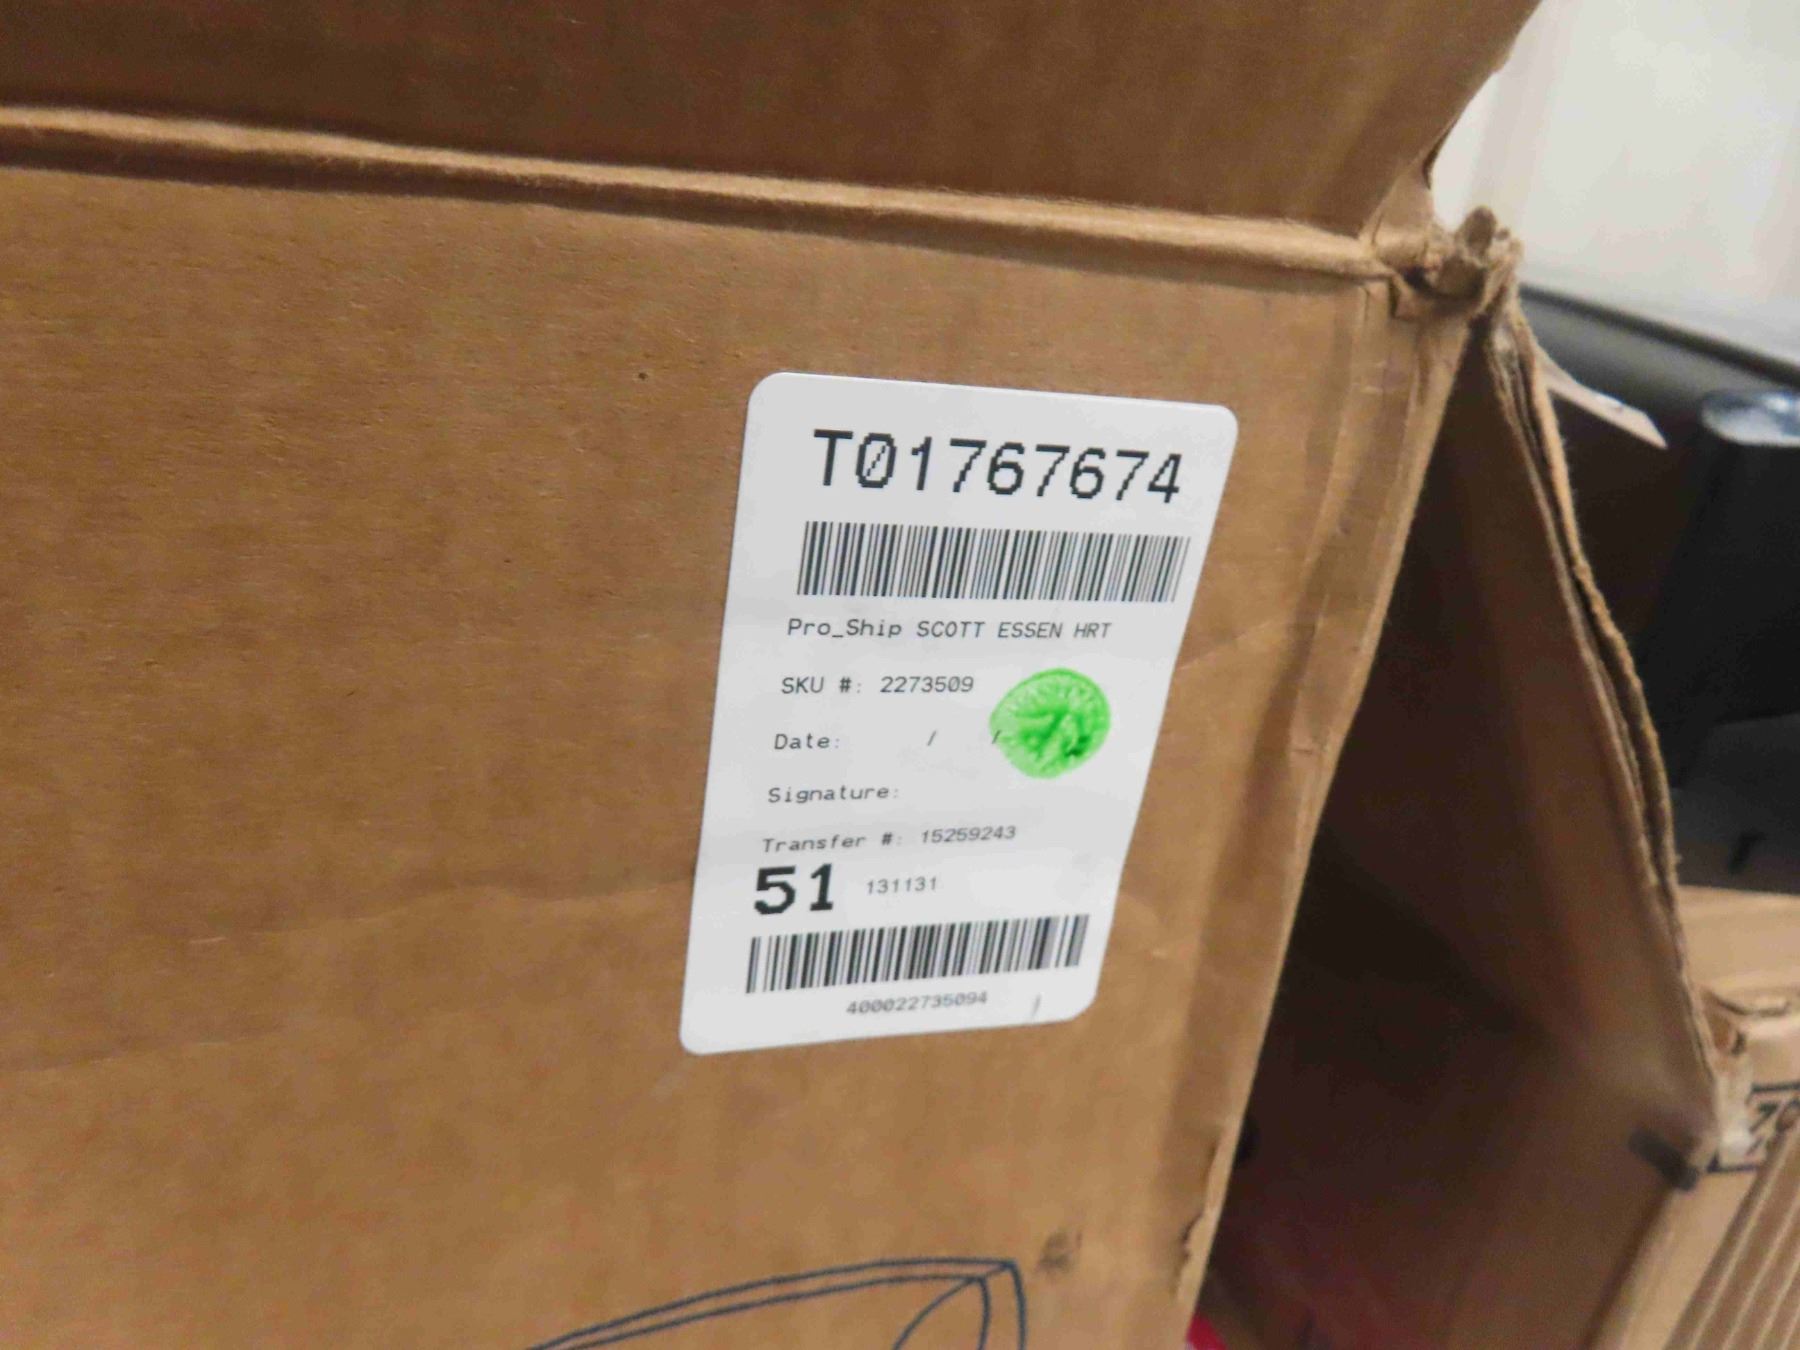 T01767674
Pro_Ship SCOTT ESSEN HRT
SKU #: 2273509
Date: / /
Signature:
Transfer #: 15259243
51 131131
400022735094